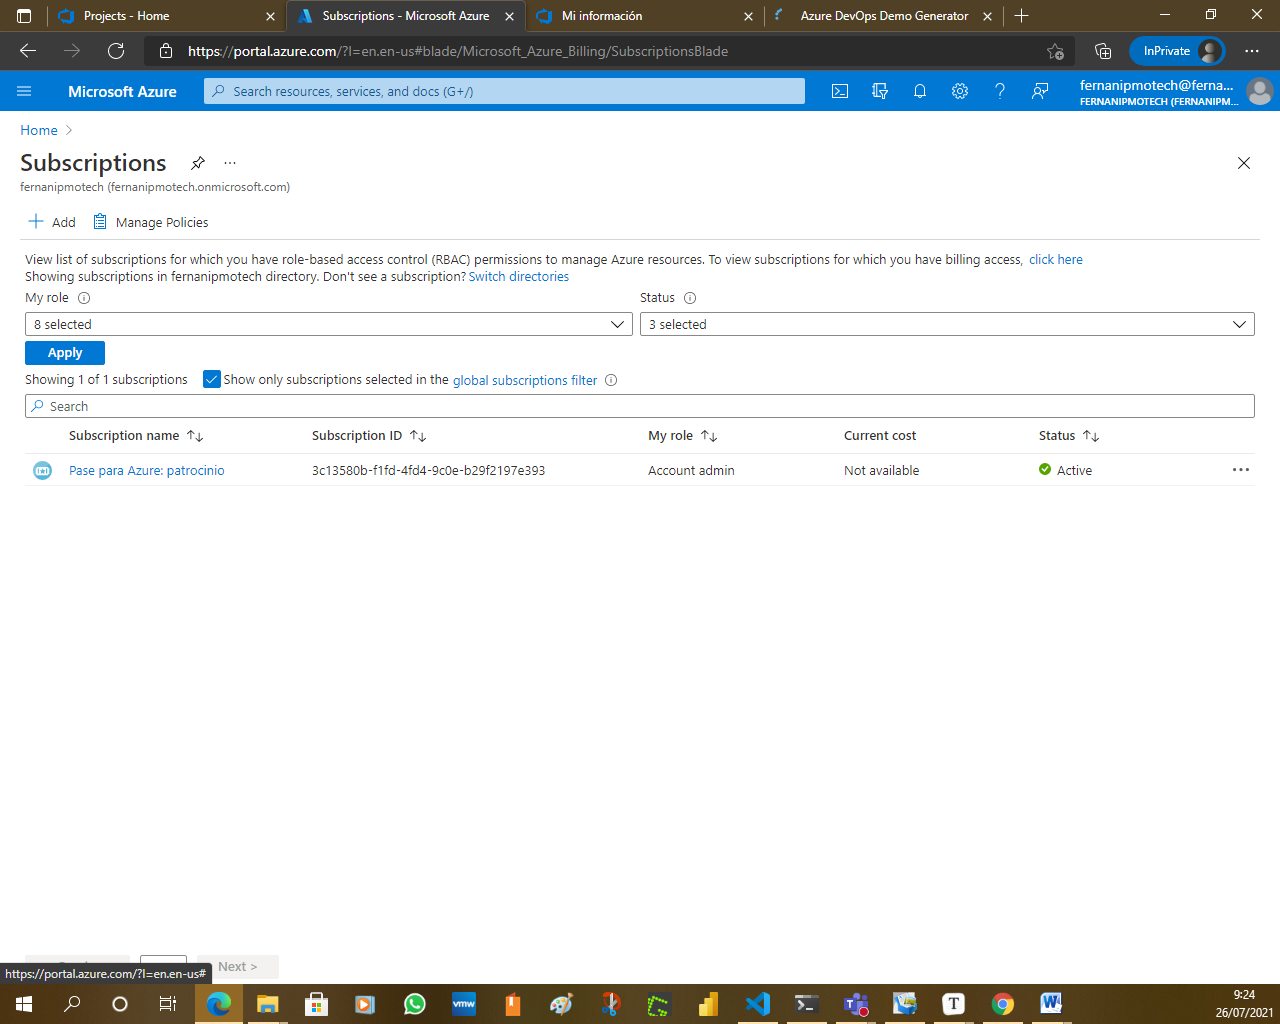 Projects - Home
Subscriptions - Microsoft Azure
Mi información
Azure DevOps Demo Generator
https://portal.azure.com/?l=en.en-us#blade/Microsoft_Azure_Billing/SubscriptionsBlade
InPrivate
Microsoft Azure
Search resources, services, and docs (G+/)
fernanipmotech@ferna...
FERNANIPMOTECH (FERNANIPM...
Home
Subscriptions
fernanipmotech (fernanipmotech.onmicrosoft.com)
Add
Manage Policies
View list of subscriptions for which you have role-based access control (RBAC) permissions to manage Azure resources. To view subscriptions for which you have billing access, click here
Showing subscriptions in fernanipmotech directory. Don't see a subscription? Switch directories
My role
Status
8 selected
3 selected
Apply
Showing 1 of 1 subscriptions
Show only subscriptions selected in the global subscriptions filter
Search
Subscription name
Subscription ID
My role
Current cost
Status
Pase para Azure: patrocinio
3c13580b-f1fd-4fd4-9c0e-b29f2197e393
Account admin
Not available
Active
Next >
https://portal.azure.com/?l=en.en-us#
vmw
T
9:24
26/07/2021